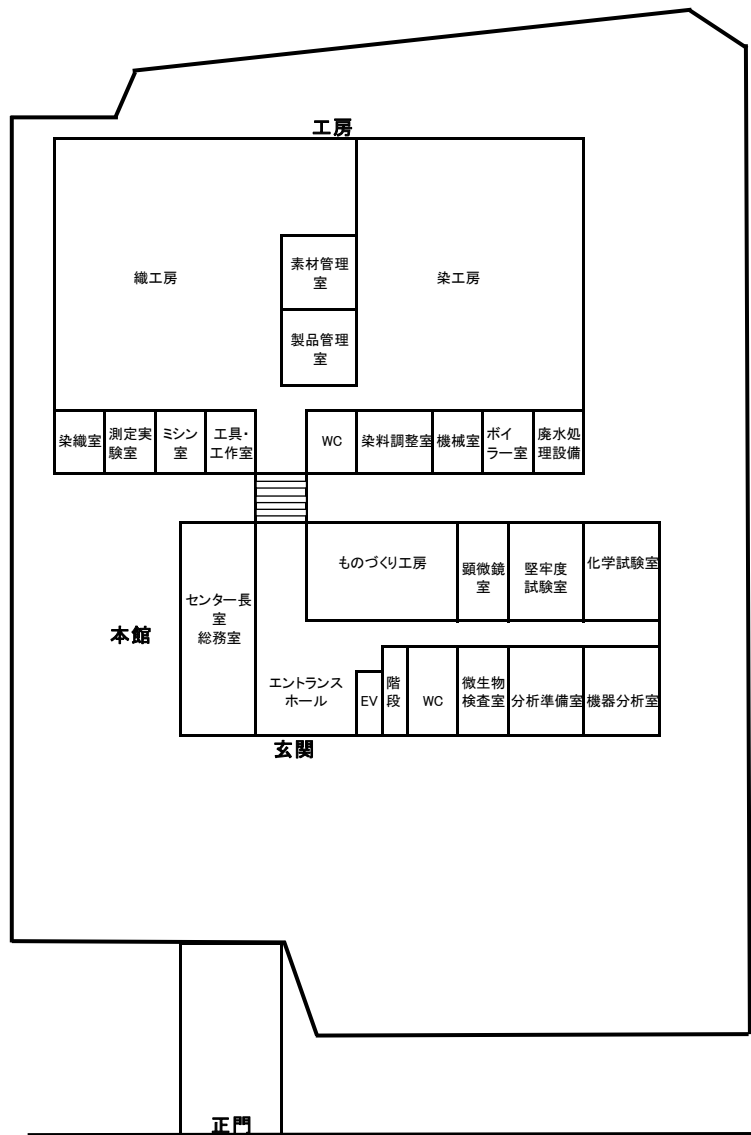 工房
織工房
素材管理
室
染工房
製品管理
室
染織室
測定実
験室
ミシン
室
工具・
工作室
WC
染料調整室
機械室
ボイ
ラー室
廃水処
理設備
ものづくり工房
顕微鏡
室
堅牢度
試験室
化学試験室
センター長
室
総務室
本館
エントランス
ホール
EV
階
段
WC
微生物
検査室
分析準備室
機器分析室
玄関
正門